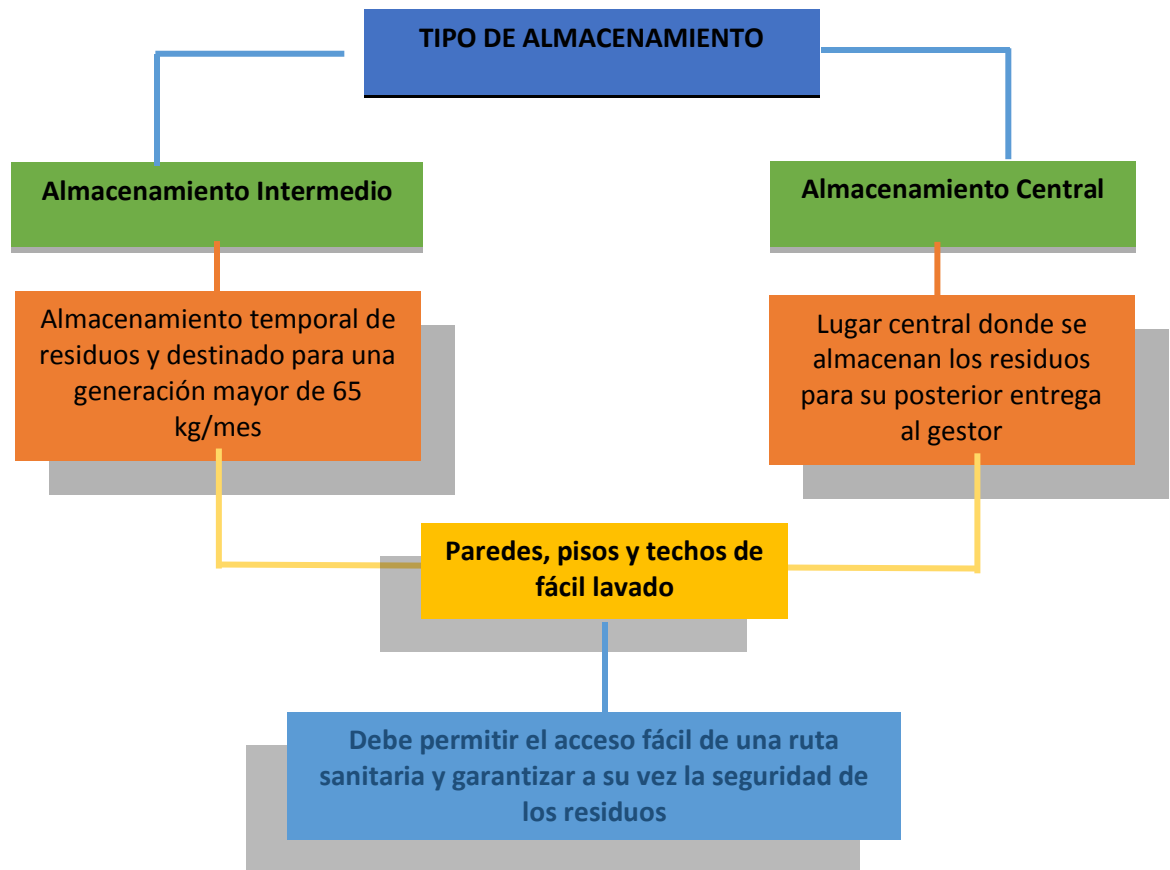 TIPO DE ALMACENAMIENTO
Almacenamiento Intermedio
Almacenamiento Central
Almacenamiento temporal de
residuos y destinado para una
generación mayor de 65
kg/mes
Lugar central donde se
almacenan los residuos
para su posterior entrega
al gestor
Paredes, pisos y techos de
fácil lavado
Debe permitir el acceso fácil de una ruta
sanitaria y garantizar a su vez la seguridad de
los residuos